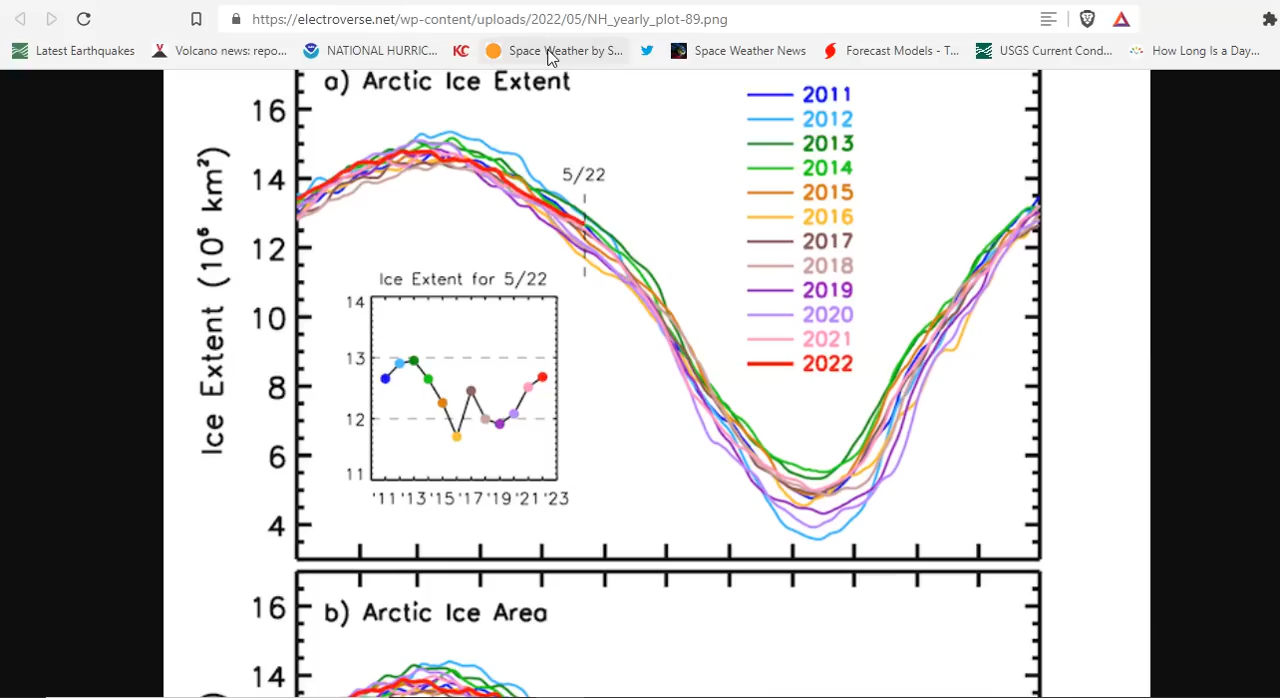 https://electroverse.net/wp-content/uploads/2022/05/NH_yearly_plot-89.png
Latest Earthquakes
Volcano news: repo...
NATIONAL HURRIC...
KC
Space Weather by S...
Space Weather News
Forecast Models - T...
USGS Current Cond...
How Long Is a Day...
a) Arctic Ice Extent
Ice Extent (10⁶ km²)
16
14
12
10
8
6
4
5/22
2011
2012
2013
2014
2015
2016
2017
2018
2019
2020
2021
2022
Ice Extent for 5/22
14
13
12
11
'11 '13 '15 '17 '19 '21 '23
b) Arctic Ice Area
16
14